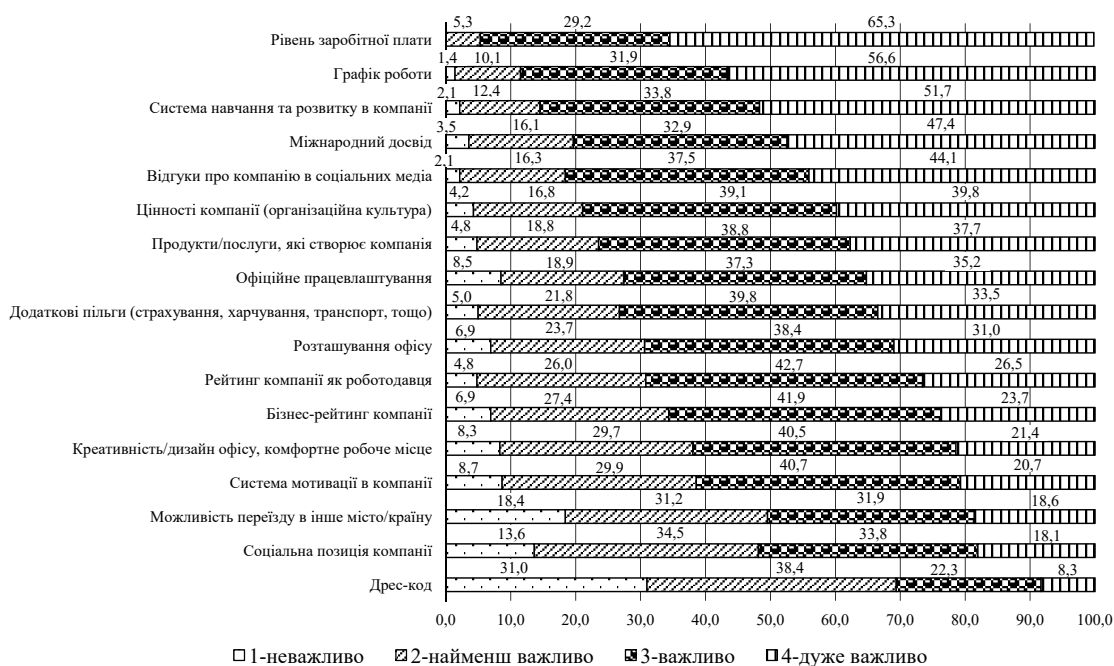 5,3 29,2 65,3
Рівень заробітної плати
1,4 10,1 31,9 56,6
Графік роботи
2,1 12,4 33,8 51,7
Система навчання та розвитку в компанії
3,5 16,1 32,9 47,4
Міжнародний досвід
2,1 16,3 37,5 44,1
Відгуки про компанію в соціальних медіа
4,2 16,8 39,1 39,8
Цінності компанії (організаційна культура)
4,8 18,8 38,8 37,7
Продукти/послуги, які створює компанія
8,5 18,9 37,3 35,2
Офіційне працевлаштування
5,0 21,8 39,8 33,5
Додаткові пільги (страхування, харчування, транспорт, тощо)
6,9 23,7 38,4 31,0
Розташування офісу
4,8 26,0 42,7 26,5
Рейтинг компанії як роботодавця
6,9 27,4 41,9 23,7
Бізнес-рейтинг компанії
8,3 29,7 40,5 21,4
Креативність/дизайн офісу, комфортне робоче місце
8,7 29,9 40,7 20,7
Система мотивації в компанії
18,4 31,2 31,9 18,6
Можливість переїзду в інше місто/країну
13,6 34,5 33,8 18,1
Соціальна позиція компанії
31,0 38,4 22,3 8,3
Дрес-код
0,0 10,0 20,0 30,0 40,0 50,0 60,0 70,0 80,0 90,0 100,0
1-неважливо 2-найменш важливо 3-важливо 4-дуже важливо